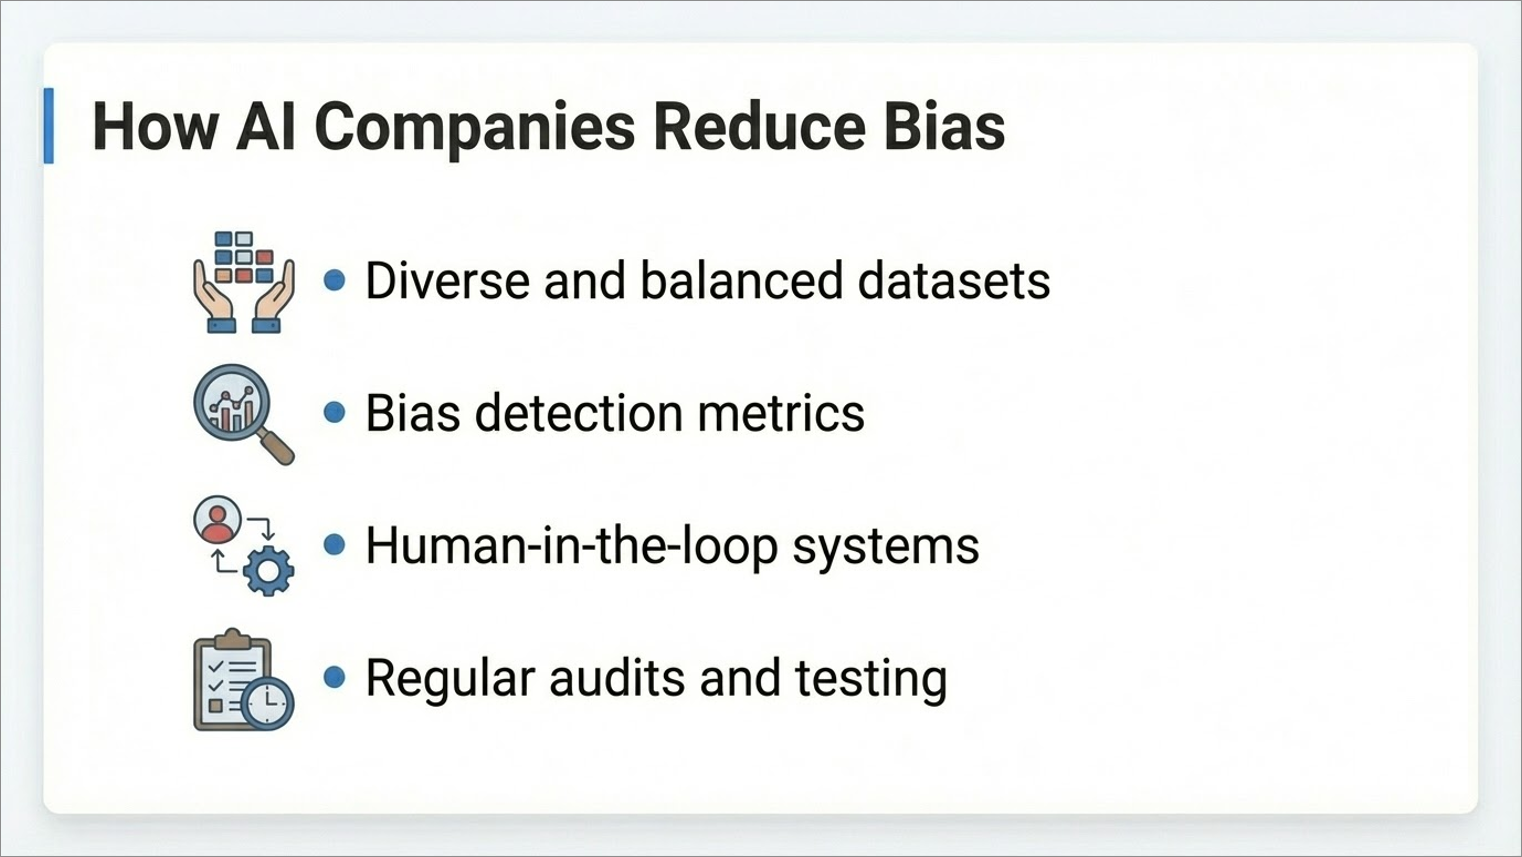 How AI Companies Reduce Bias
• Diverse and balanced datasets
• Bias detection metrics
• Human-in-the-loop systems
• Regular audits and testing